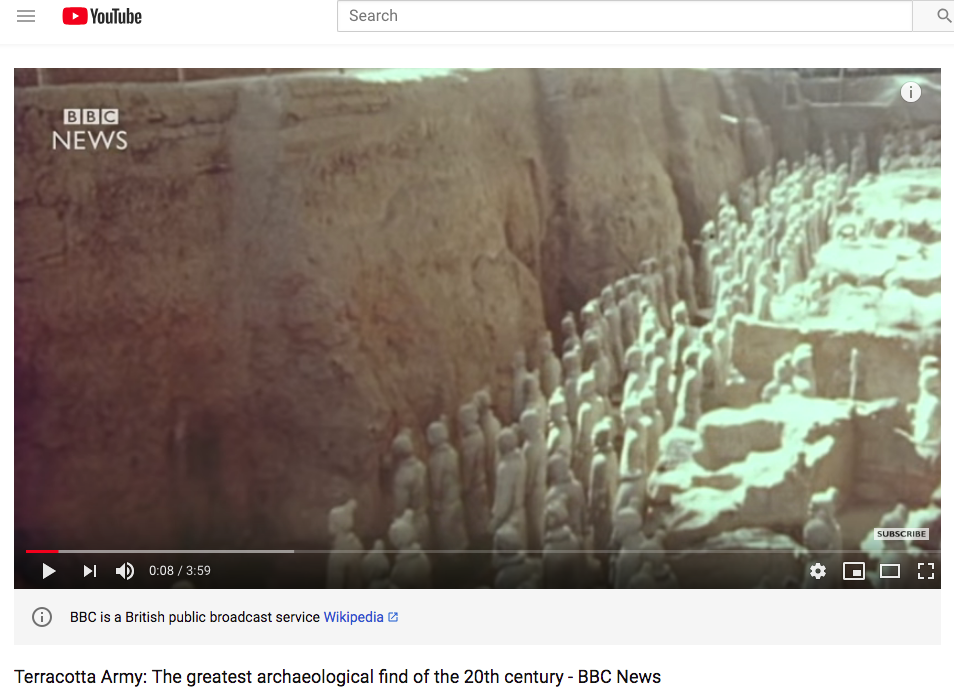 YouTube
Search
BBC
NEWS
SUBSCRIBE
0:08 / 3:59
BBC is a British public broadcast service Wikipedia
Terracotta Army: The greatest archaeological find of the 20th century - BBC News